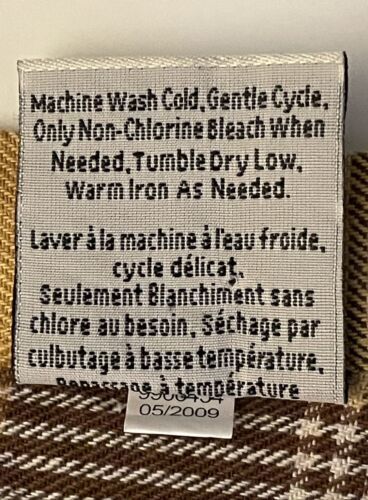 Machine Wash Cold, Gentle Cycle,
Only Non-Chlorine Bleach When
Needed, Tumble Dry Low,
Warm Iron As Needed.
Laver à la machine à l'eau froide,
cycle délicat,
Seulement Blanchiment sans
chlore au besoin, Séchage par
culbutage à basse température,
Repassage à température
05/2009